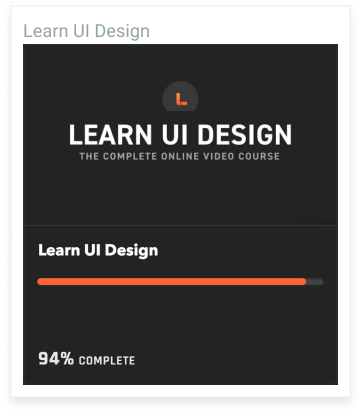 Learn UI Design
L
LEARN UI DESIGN
THE COMPLETE ONLINE VIDEO COURSE
Learn UI Design
94% COMPLETE